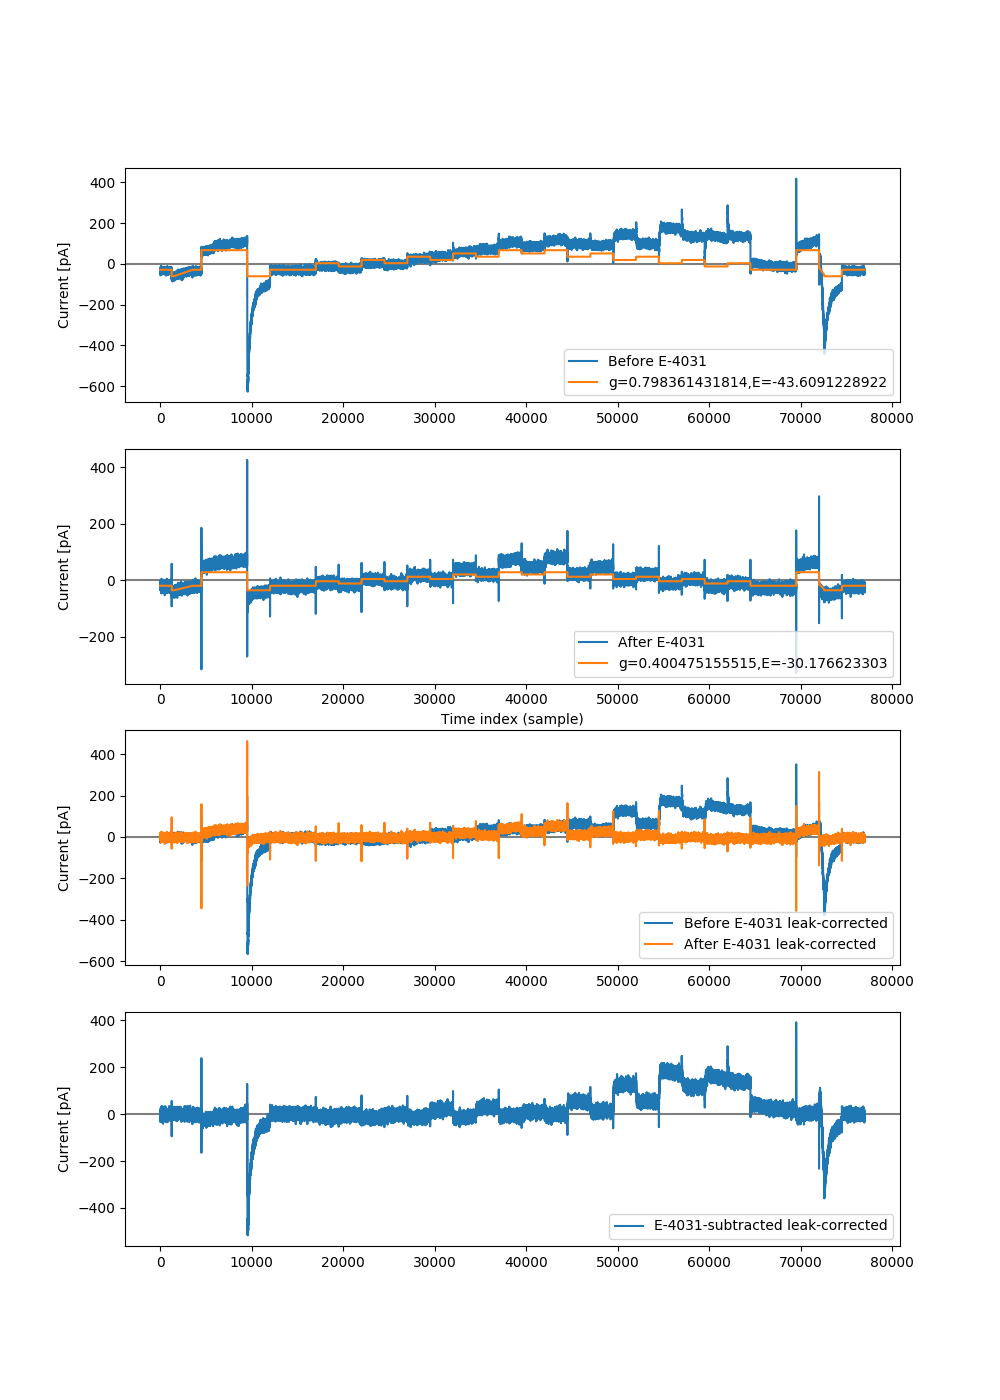 400
200
0
−200
−400
−600
Current [pA]
Before E-4031
g=0.798361431814,E=-43.6091228922
0 10000 20000 30000 40000 50000 60000 70000 80000
400
200
0
−200
Current [pA]
After E-4031
g=0.400475155515,E=-30.176623303
0 10000 20000 30000 40000 50000 60000 70000 80000
Time index (sample)
400
200
0
−200
−400
−600
Current [pA]
Before E-4031 leak-corrected
After E-4031 leak-corrected
0 10000 20000 30000 40000 50000 60000 70000 80000
400
200
0
−200
−400
Current [pA]
E-4031-subtracted leak-corrected
0 10000 20000 30000 40000 50000 60000 70000 80000